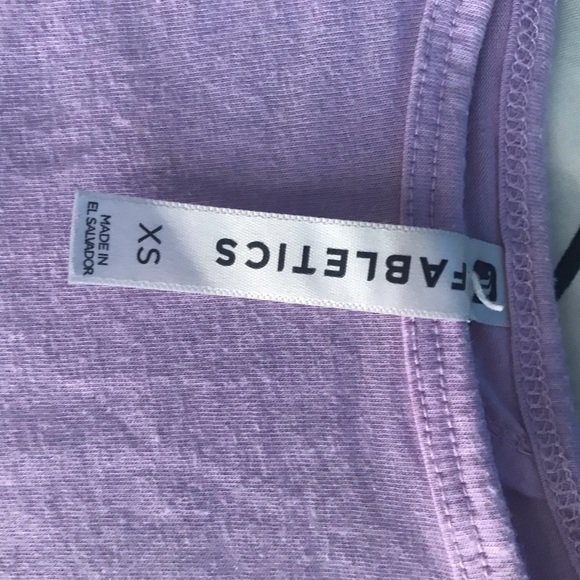 FABLETICS
XS
MADE IN
EL SALVADOR